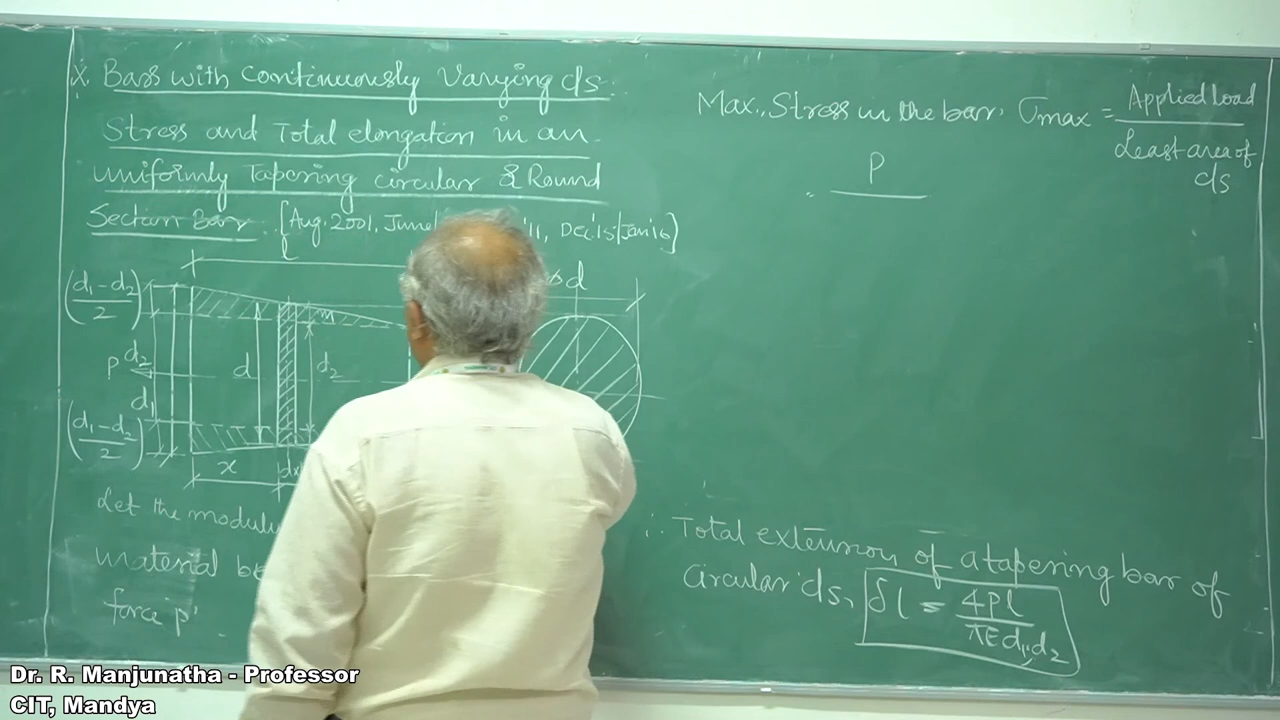 X. Bars with Continuously Varying c/s.
Stress and Total elongation in an
uniformly Tapering circular & Round
Section Bar. [Aug. 2001, June 11, Dec 15/Jan 16]
(d₁-d₂)/2
d
d₂
P
d
d₂
d₁
(d₁-d₂)/2
x
dx
Let the modulu
material be
force 'P'
Max., Stress in the bar, σmax = Applied load / Least area of c/s
P
∴ Total extension of a tapering bar of
circular c/s, δl = 4Pl / πE d₁.d₂
Dr. R. Manjunatha - Professor
CIT, Mandya